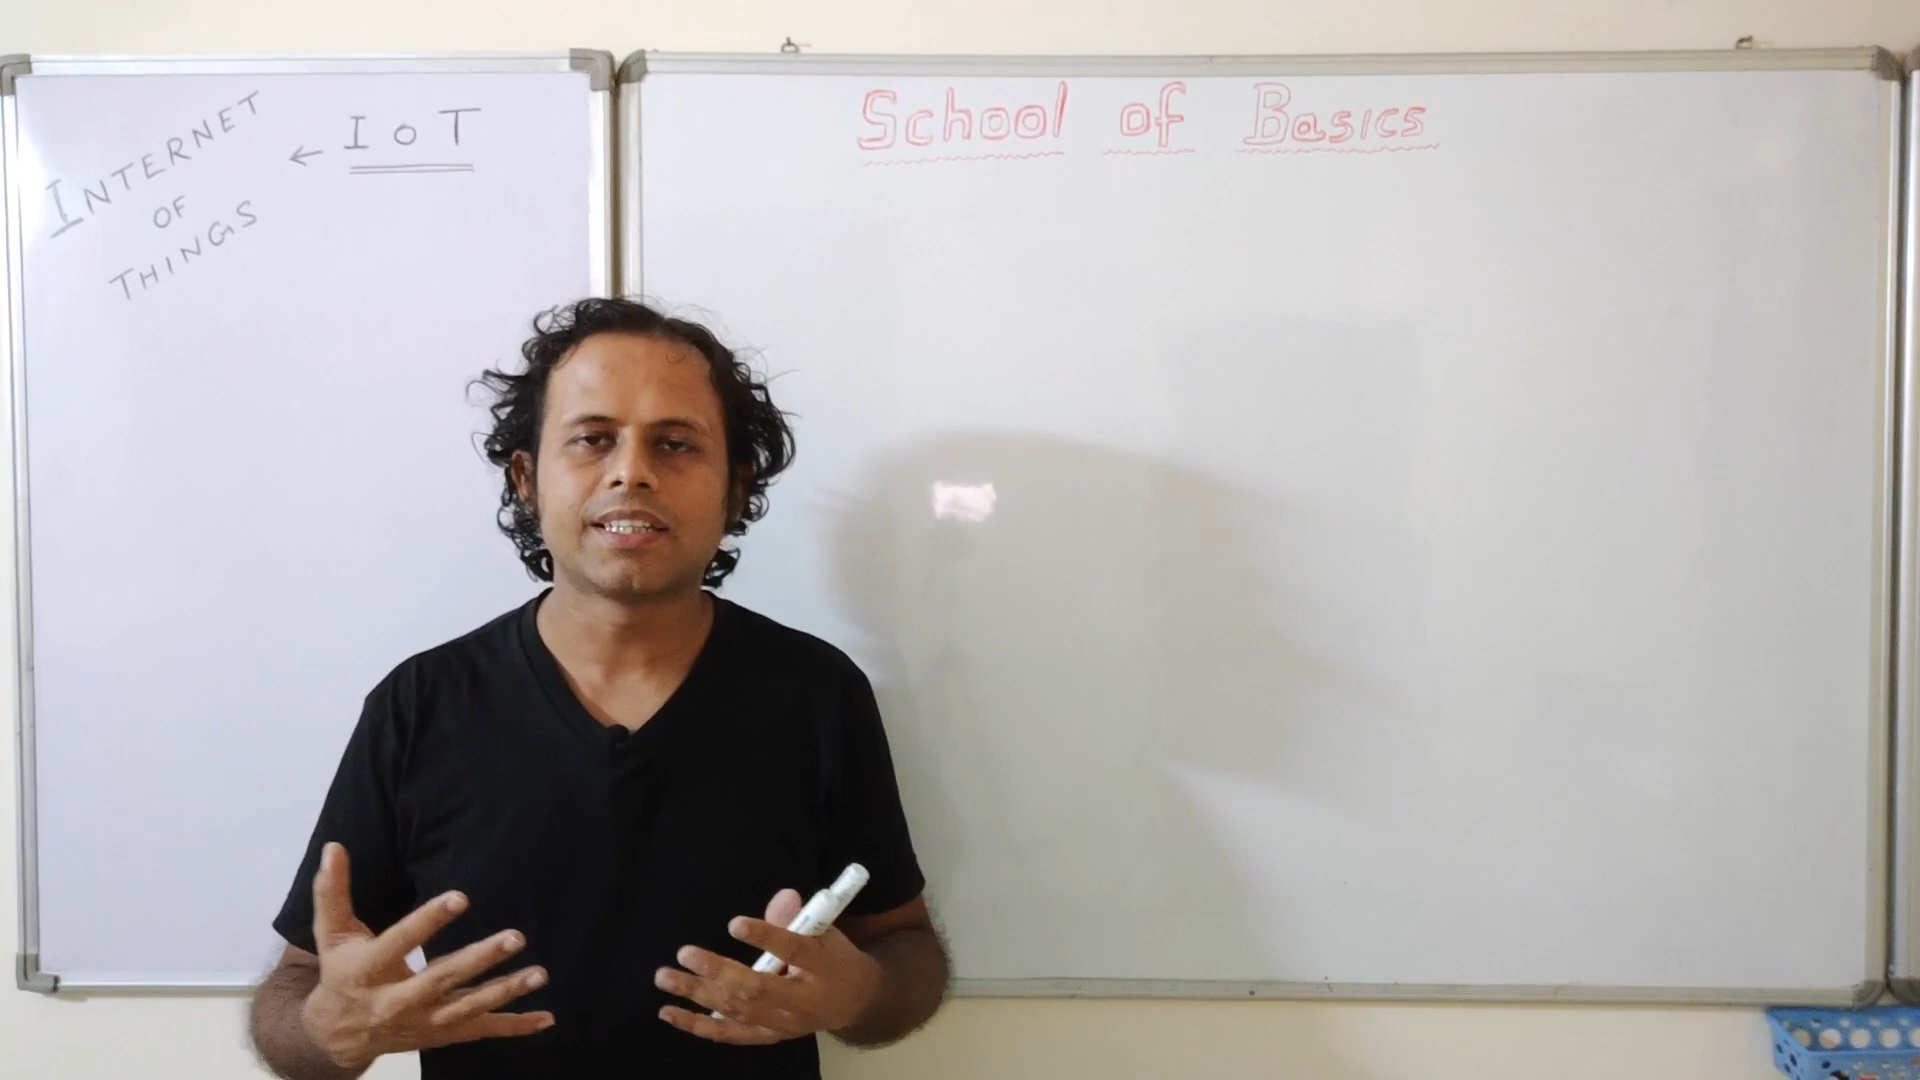 IoT
←
INTERNET
OF
THINGS
School of Basics